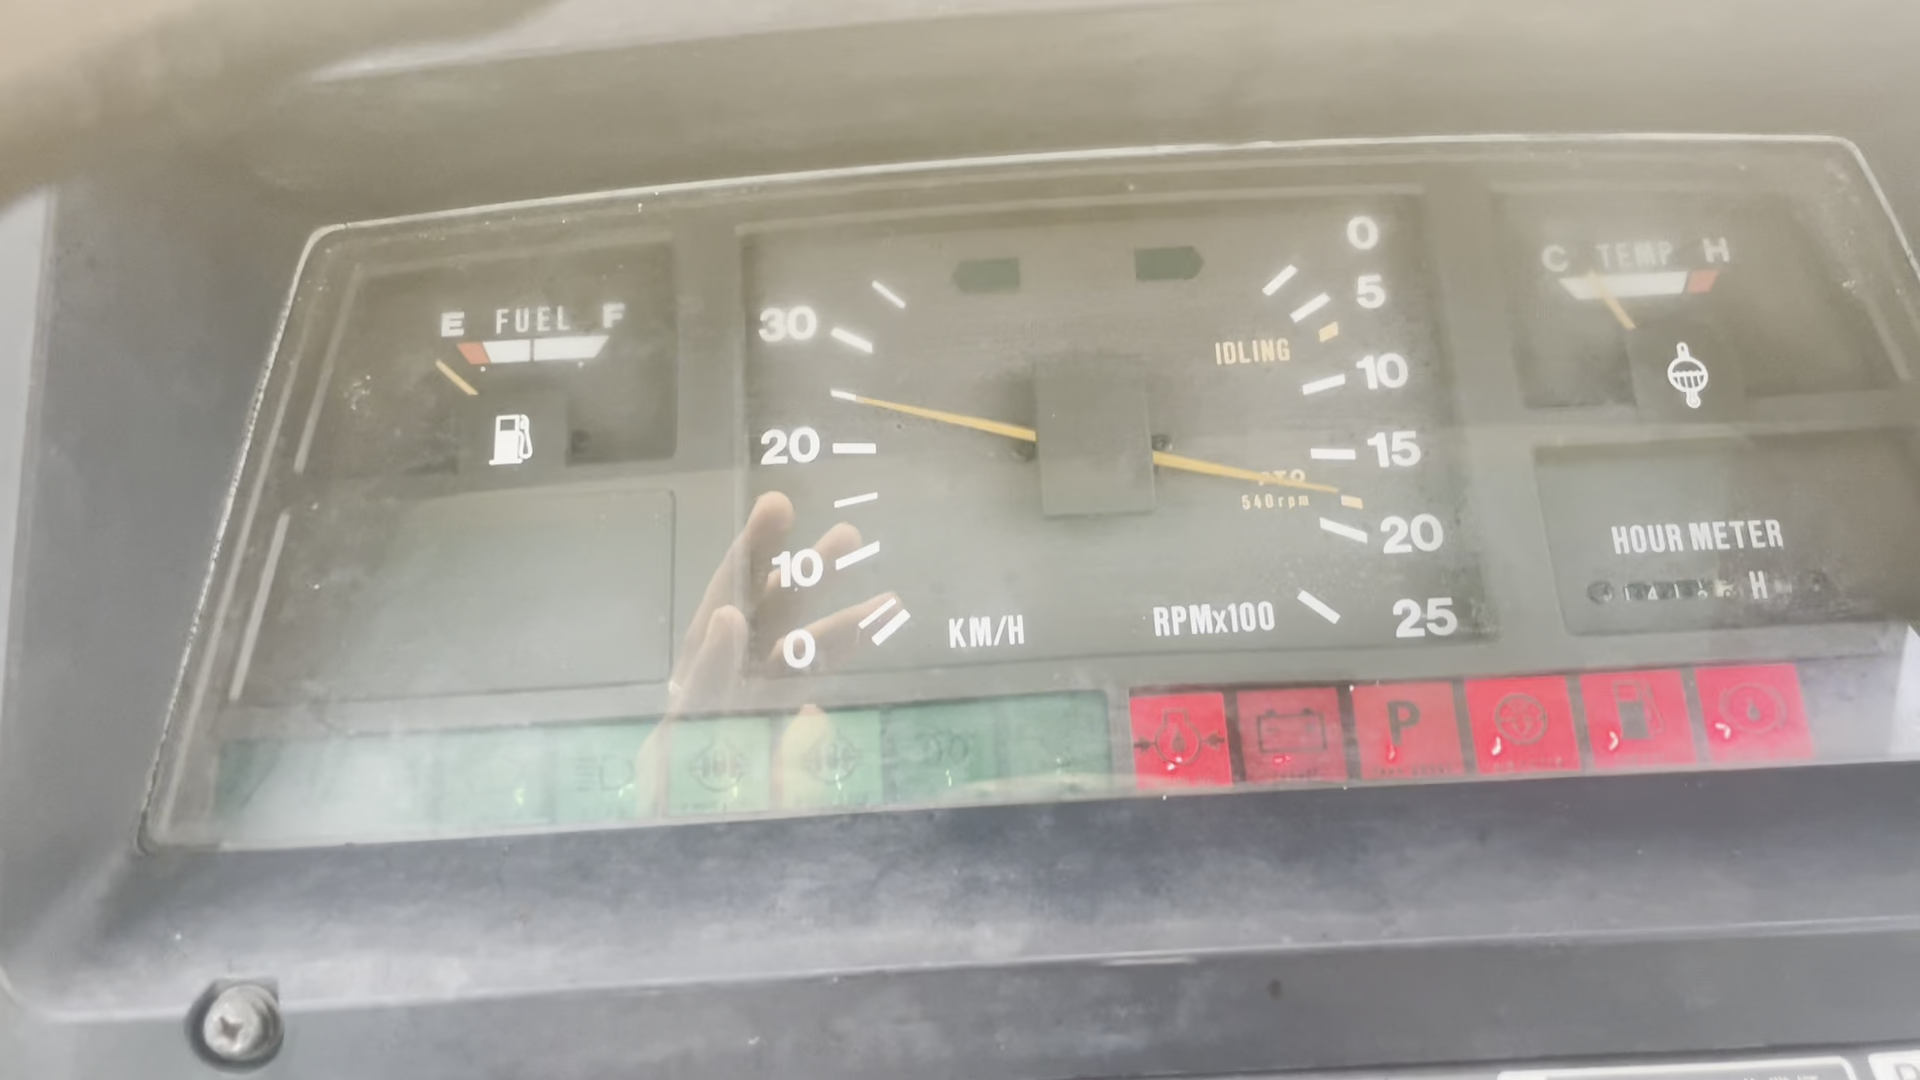 E FUEL F
30
20
10
0
KM/H
0
5
IDLING
10
15
540rpm
20
25
RPMx100
C TEMP H
HOUR METER
H
P